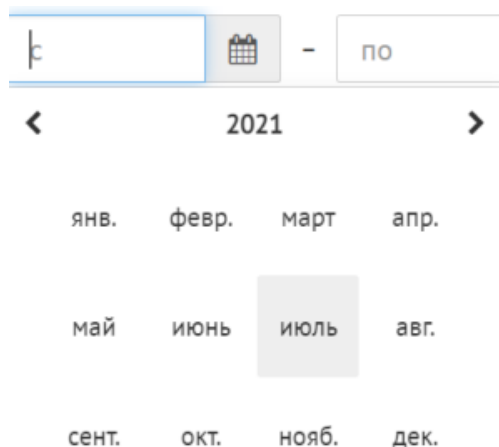 с - по
2021
янв. февр. март апр.
май июнь июль авг.
сент. окт. нояб. дек.